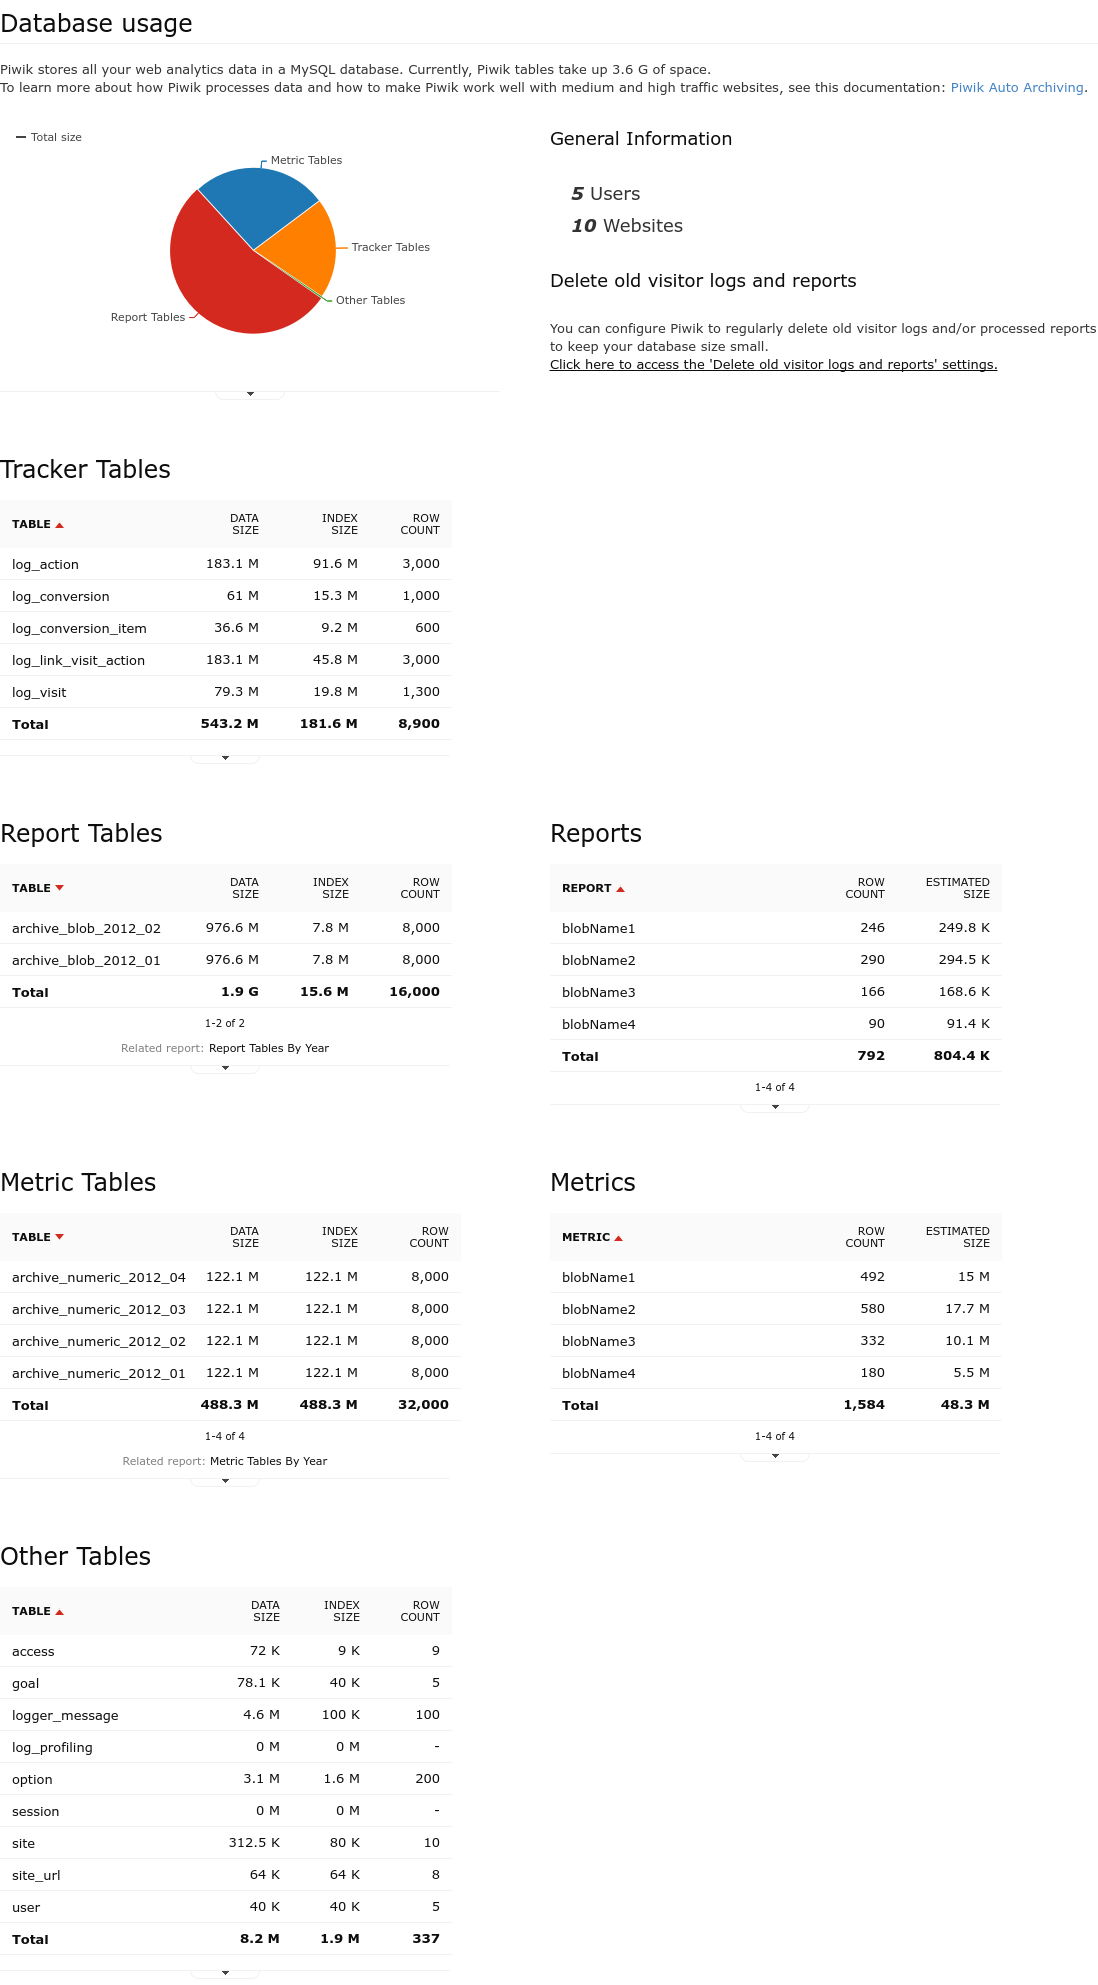 Database usage
Piwik stores all your web analytics data in a MySQL database. Currently, Piwik tables take up 3.6 G of space.
To learn more about how Piwik processes data and how to make Piwik work well with medium and high traffic websites, see this documentation: Piwik Auto Archiving.
Total size
Metric Tables
Tracker Tables
Other Tables
Report Tables
General Information
5 Users
10 Websites
Delete old visitor logs and reports
You can configure Piwik to regularly delete old visitor logs and/or processed reports
to keep your database size small.
Click here to access the 'Delete old visitor logs and reports' settings.
Tracker Tables
TABLE DATA SIZE INDEX SIZE ROW COUNT
log_action 183.1 M 91.6 M 3,000
log_conversion 61 M 15.3 M 1,000
log_conversion_item 36.6 M 9.2 M 600
log_link_visit_action 183.1 M 45.8 M 3,000
log_visit 79.3 M 19.8 M 1,300
Total 543.2 M 181.6 M 8,900
Report Tables
TABLE DATA SIZE INDEX SIZE ROW COUNT
archive_blob_2012_02 976.6 M 7.8 M 8,000
archive_blob_2012_01 976.6 M 7.8 M 8,000
Total 1.9 G 15.6 M 16,000
1-2 of 2
Related report: Report Tables By Year
Reports
REPORT ROW COUNT ESTIMATED SIZE
blobName1 246 249.8 K
blobName2 290 294.5 K
blobName3 166 168.6 K
blobName4 90 91.4 K
Total 792 804.4 K
1-4 of 4
Metric Tables
TABLE DATA SIZE INDEX SIZE ROW COUNT
archive_numeric_2012_04 122.1 M 122.1 M 8,000
archive_numeric_2012_03 122.1 M 122.1 M 8,000
archive_numeric_2012_02 122.1 M 122.1 M 8,000
archive_numeric_2012_01 122.1 M 122.1 M 8,000
Total 488.3 M 488.3 M 32,000
1-4 of 4
Related report: Metric Tables By Year
Metrics
METRIC ROW COUNT ESTIMATED SIZE
blobName1 492 15 M
blobName2 580 17.7 M
blobName3 332 10.1 M
blobName4 180 5.5 M
Total 1,584 48.3 M
1-4 of 4
Other Tables
TABLE DATA SIZE INDEX SIZE ROW COUNT
access 72 K 9 K 9
goal 78.1 K 40 K 5
logger_message 4.6 M 100 K 100
log_profiling 0 M 0 M -
option 3.1 M 1.6 M 200
session 0 M 0 M -
site 312.5 K 80 K 10
site_url 64 K 64 K 8
user 40 K 40 K 5
Total 8.2 M 1.9 M 337